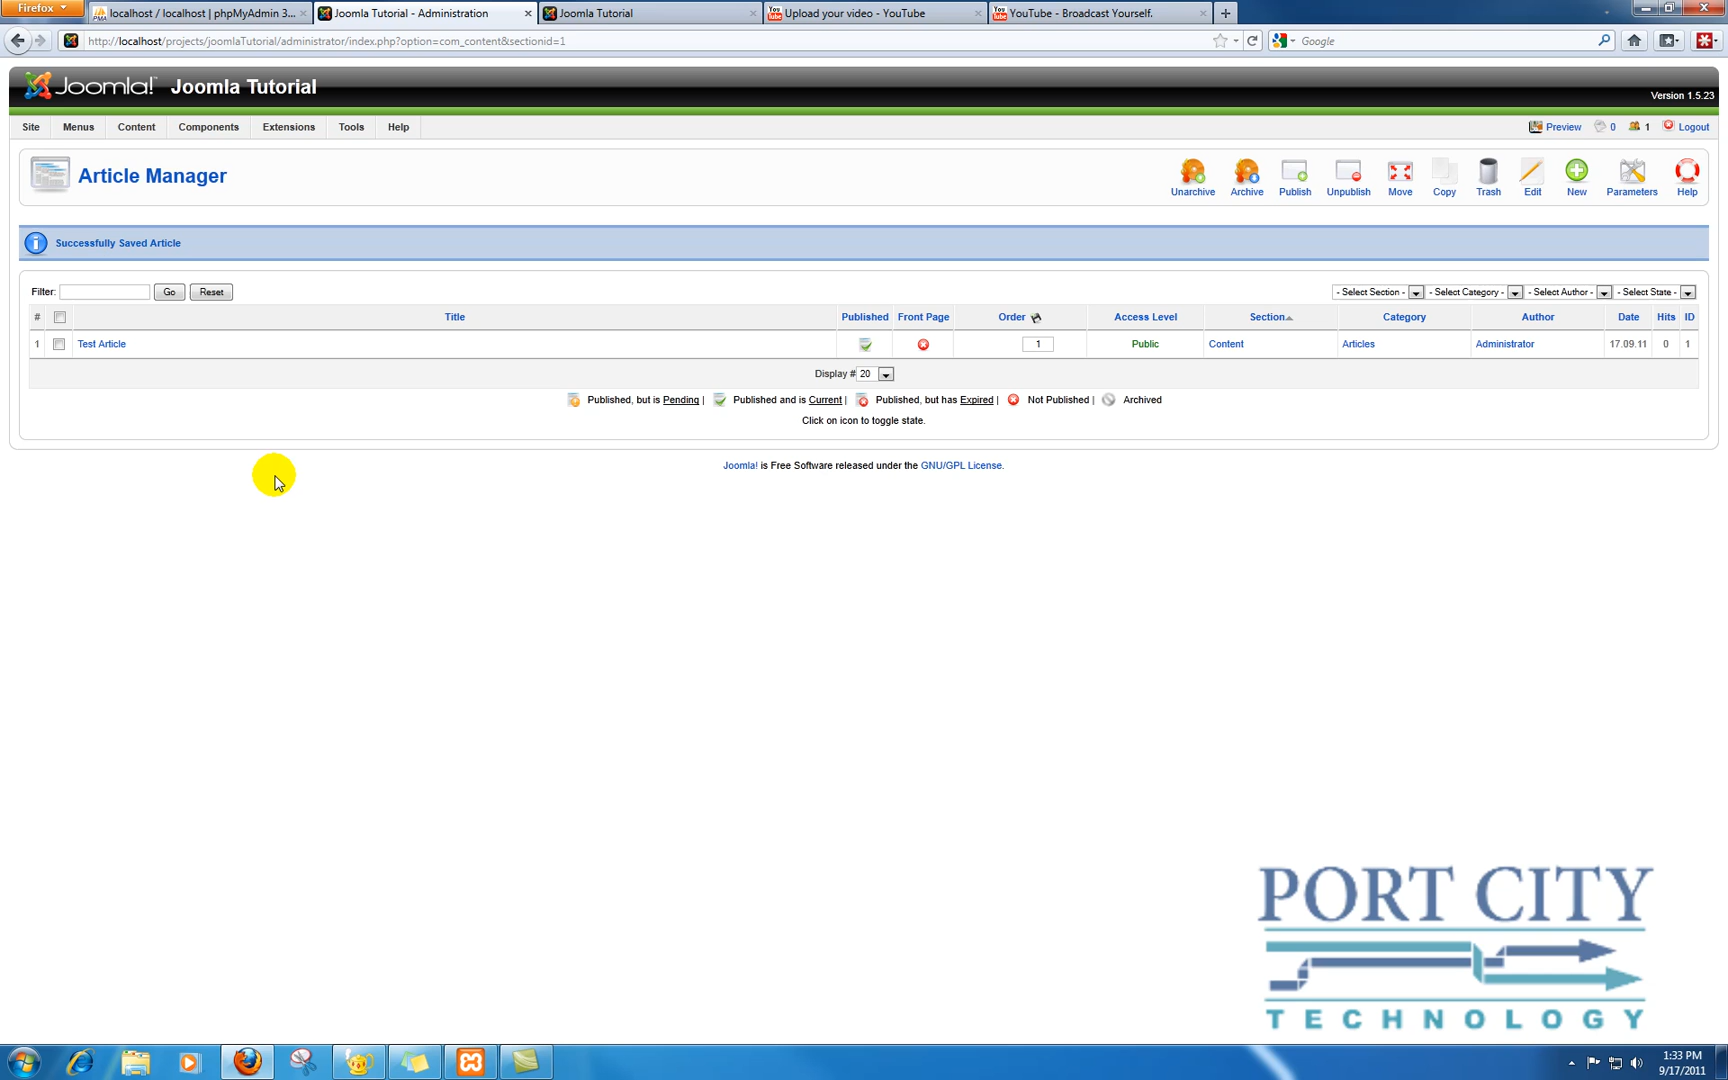 Firefox
localhost / localhost | phpMyAdmin 3...
Joomla Tutorial - Administration
Joomla Tutorial
Upload your video - YouTube
YouTube - Broadcast Yourself.
http://localhost/projects/joomlaTutorial/administrator/index.php?option=com_content&sectionid=1
Google
Joomla!™ Joomla Tutorial
Version 1.5.23
Site Menus Content Components Extensions Tools Help
Preview 0 1 Logout
Article Manager
Unarchive Archive Publish Unpublish Move Copy Trash Edit New Parameters Help
Successfully Saved Article
Filter: Go Reset
- Select Section - - Select Category - - Select Author - - Select State -
# Title Published Front Page Order Access Level Section Category Author Date Hits ID
1 Test Article 1 Public Content Articles Administrator 17.09.11 0 1
Display # 20
Published, but is Pending | Published and is Current | Published, but has Expired | Not Published | Archived
Click on icon to toggle state.
Joomla! is Free Software released under the GNU/GPL License.
PORT CITY
TECHNOLOGY
1:33 PM
9/17/2011